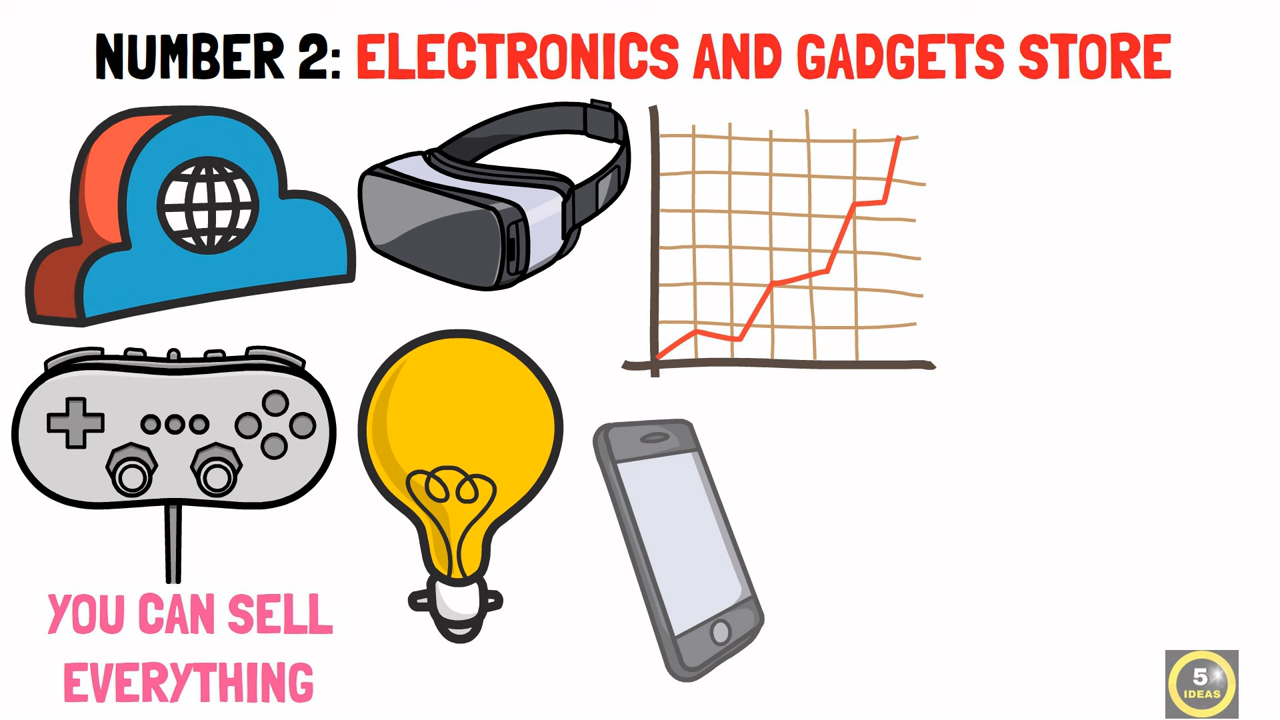 NUMBER 2: ELECTRONICS AND GADGETS STORE
YOU CAN SELL
EVERYTHING
5
IDEAS